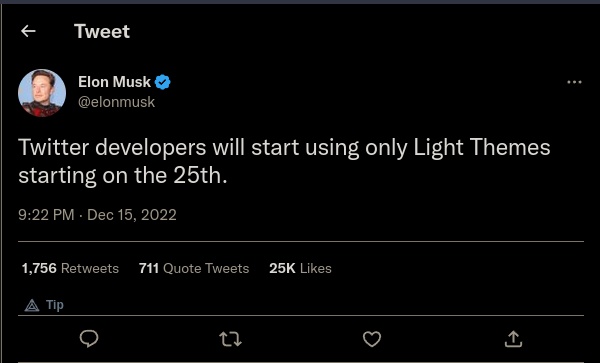 Tweet
Elon Musk
@elonmusk
Twitter developers will start using only Light Themes
starting on the 25th.
9:22 PM · Dec 15, 2022
1,756 Retweets 711 Quote Tweets 25K Likes
Tip